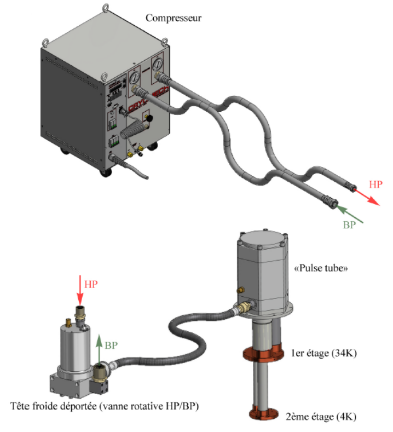 Compresseur
HP
BP
«Pulse tube»
HP
BP
1er étage (34K)
Tête froide déportée (vanne rotative HP/BP)
2ème étage (4K)